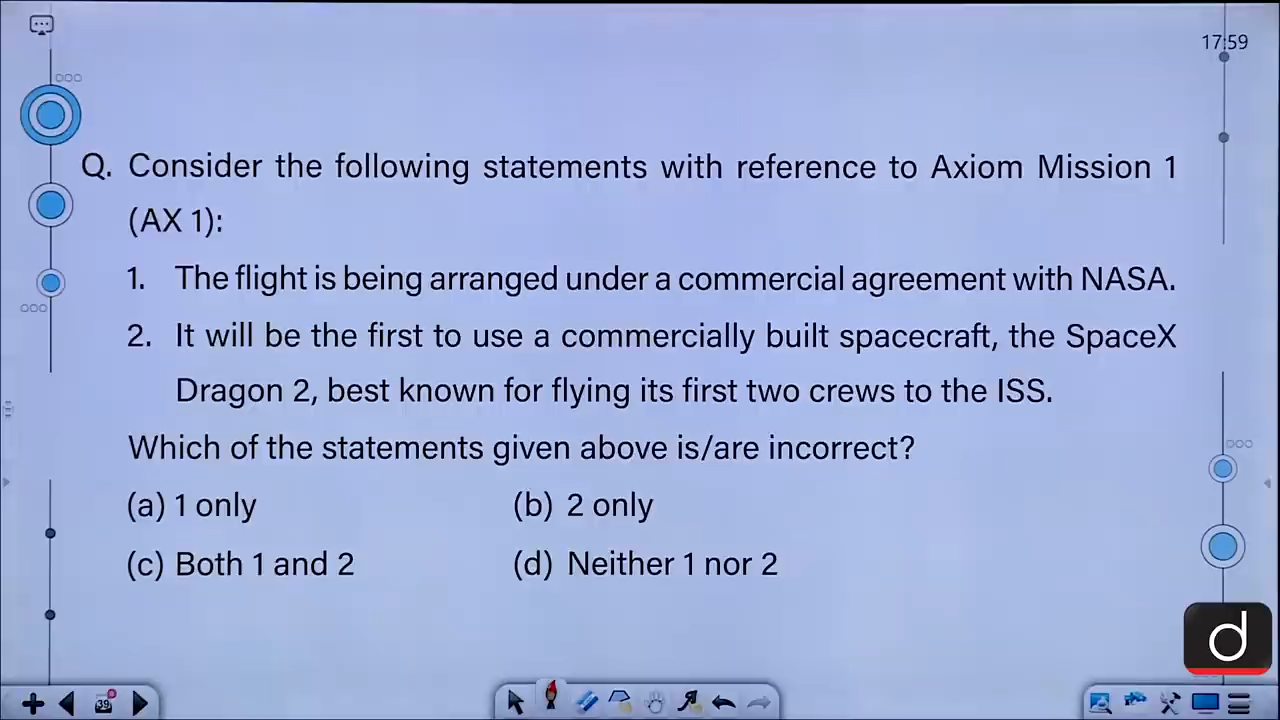 17:59
Q. Consider the following statements with reference to Axiom Mission 1
(AX 1):
1. The flight is being arranged under a commercial agreement with NASA.
2. It will be the first to use a commercially built spacecraft, the SpaceX
Dragon 2, best known for flying its first two crews to the ISS.
Which of the statements given above is/are incorrect?
(a) 1 only (b) 2 only
(c) Both 1 and 2 (d) Neither 1 nor 2
d
39